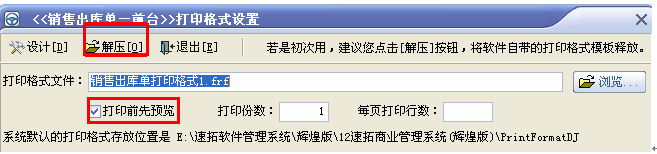 <<销售出库单一前台>>打印格式设置
设计[D] 解压[O] 退出[E] 若是初次用，建议您点击[解压]按钮，将软件自带的打印格式模板释放。
打印格式文件： 销售出库单打印格式1.frf 浏览...
打印前先预览 打印份数： 1 每页打印行数：
系统默认的打印格式存放位置是 E:\速拓软件管理系统\辉煌版\12速拓商业管理系统(辉煌版)\PrintFormatDJ